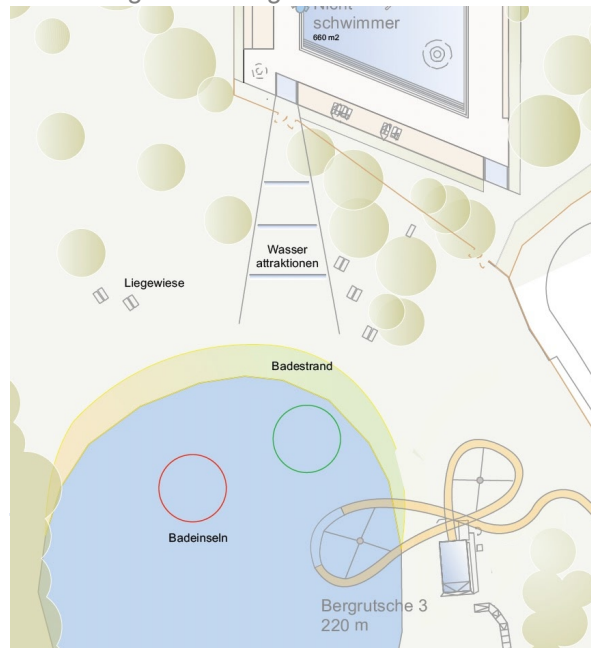 Nicht
schwimmer
660 m2
Wasser
attraktionen
Liegewiese
Badestrand
Badeinseln
Bergrutsche 3
220 m